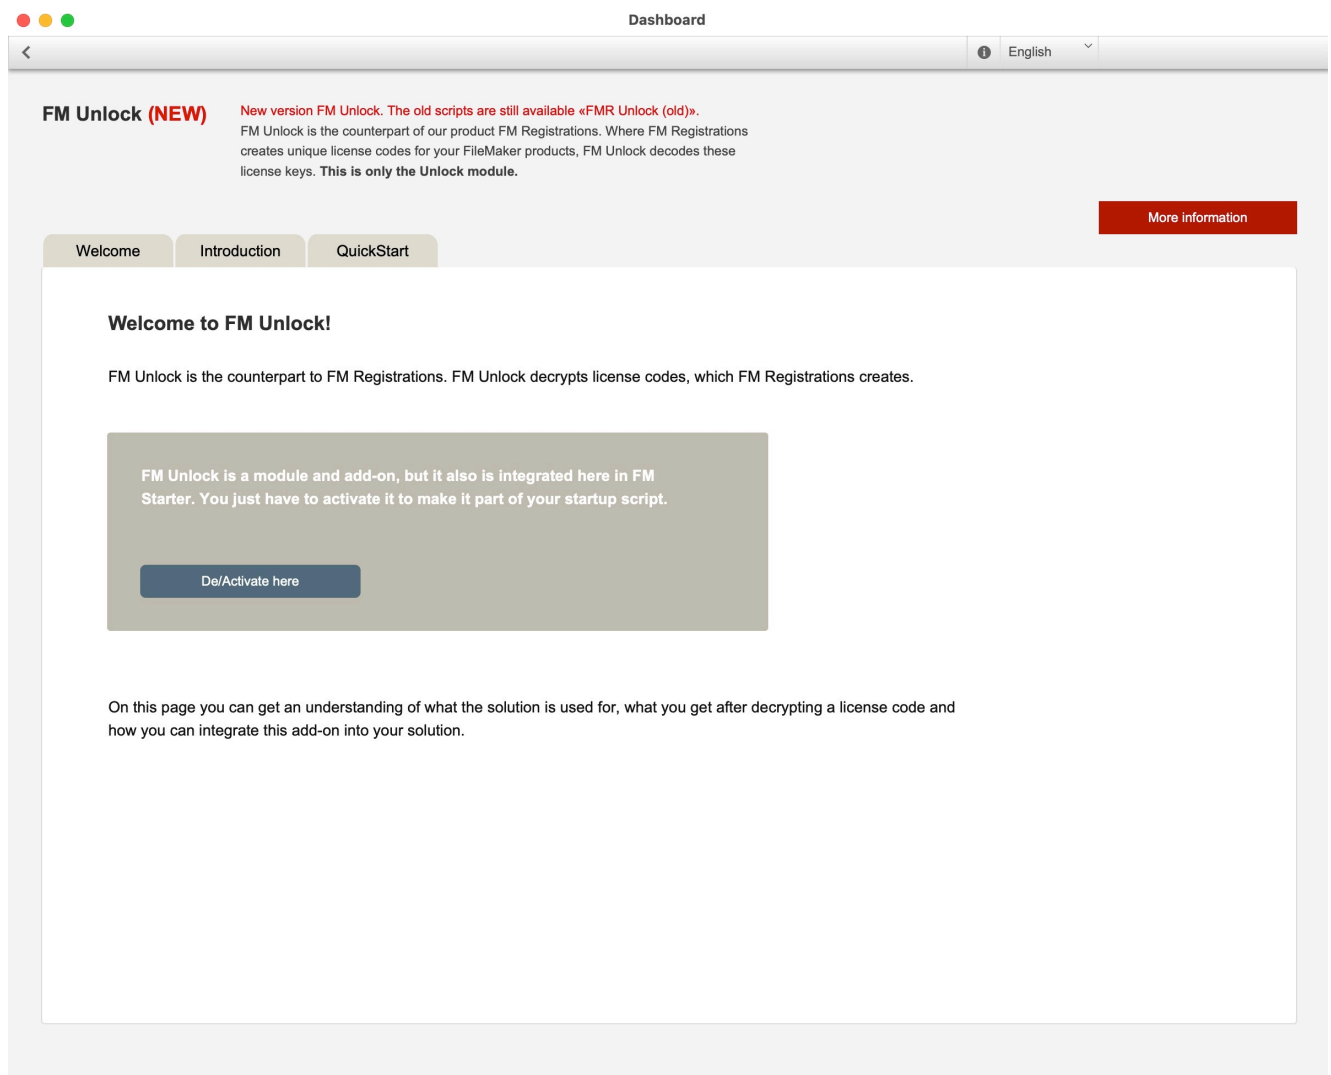 Dashboard
English
FM Unlock (NEW)
New version FM Unlock. The old scripts are still available «FMR Unlock (old)».
FM Unlock is the counterpart of our product FM Registrations. Where FM Registrations
creates unique license codes for your FileMaker products, FM Unlock decodes these
license keys. This is only the Unlock module.
More information
Welcome
Introduction
QuickStart
Welcome to FM Unlock!
FM Unlock is the counterpart to FM Registrations. FM Unlock decrypts license codes, which FM Registrations creates.
FM Unlock is a module and add-on, but it also is integrated here in FM
Starter. You just have to activate it to make it part of your startup script.
De/Activate here
On this page you can get an understanding of what the solution is used for, what you get after decrypting a license code and
how you can integrate this add-on into your solution.